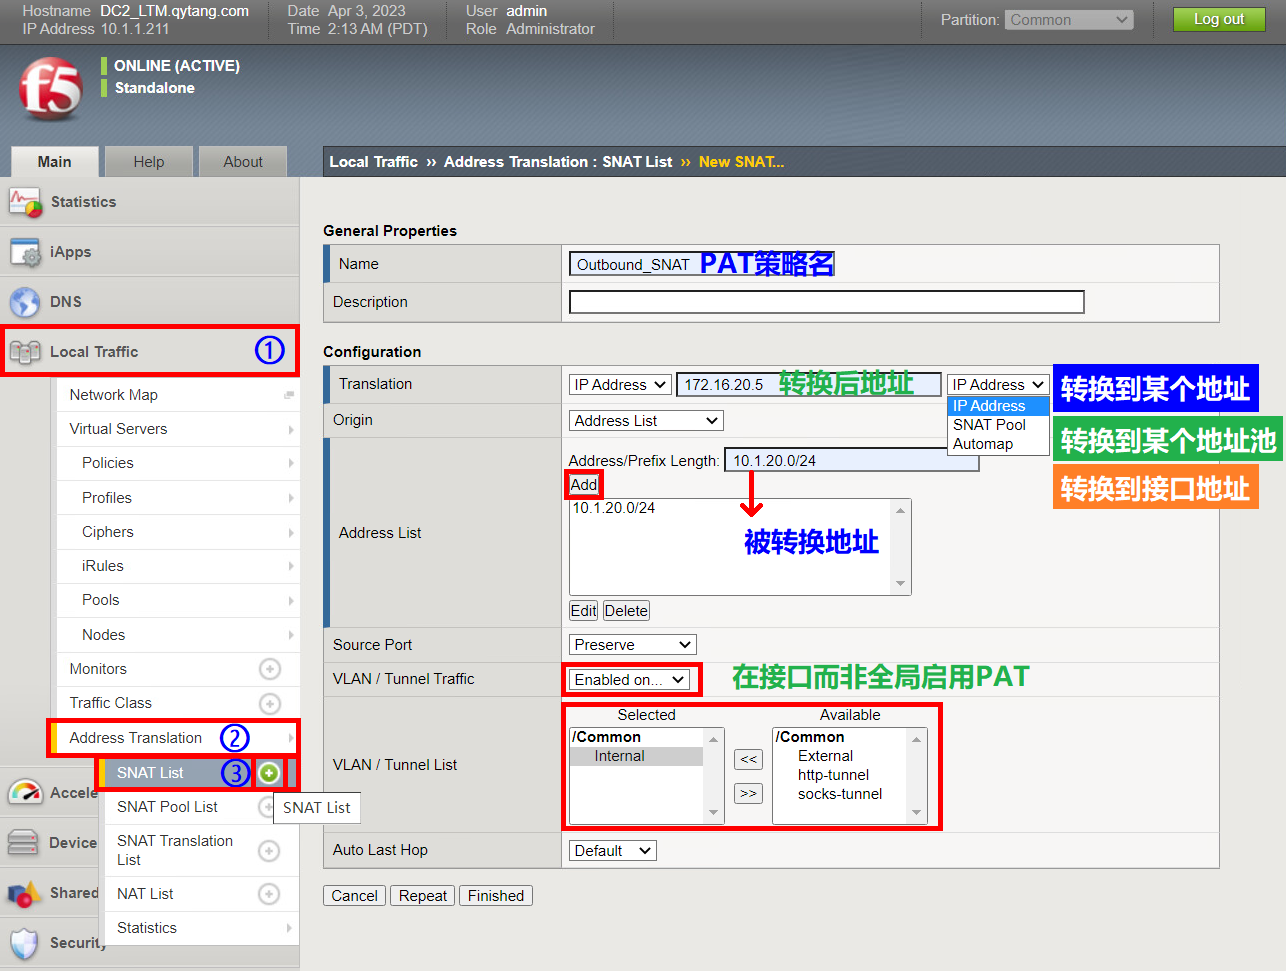 Hostname DC2_LTM.qytang.com Date Apr 3, 2023 User admin Partition: Common Log out
IP Address 10.1.1.211 Time 2:13 AM (PDT) Role Administrator
f5
ONLINE (ACTIVE)
Standalone
Main Help About
Local Traffic ›› Address Translation : SNAT List ›› New SNAT...
Statistics
iApps
DNS
Local Traffic ①
Network Map
Virtual Servers
Policies
Profiles
Ciphers
iRules
Pools
Nodes
Monitors
Traffic Class
Address Translation ②
SNAT List ③
SNAT List
SNAT Pool List
SNAT Translation
List
NAT List
Statistics
Accele
Device
Shared
Security
General Properties
Name Outbound_SNAT PAT策略名
Description
Configuration
Translation IP Address 172.16.20.5 转换后地址 IP Address
IP Address 转换到某个地址
SNAT Pool 转换到某个地址池
Automap 转换到接口地址
Origin Address List
Address/Prefix Length: 10.1.20.0/24
Add
10.1.20.0/24
Address List 被转换地址
Edit Delete
Source Port Preserve
VLAN / Tunnel Traffic Enabled on... 在接口而非全局启用PAT
VLAN / Tunnel List
Selected Available
/Common /Common
Internal << External
http-tunnel
>> socks-tunnel
Auto Last Hop Default
Cancel Repeat Finished